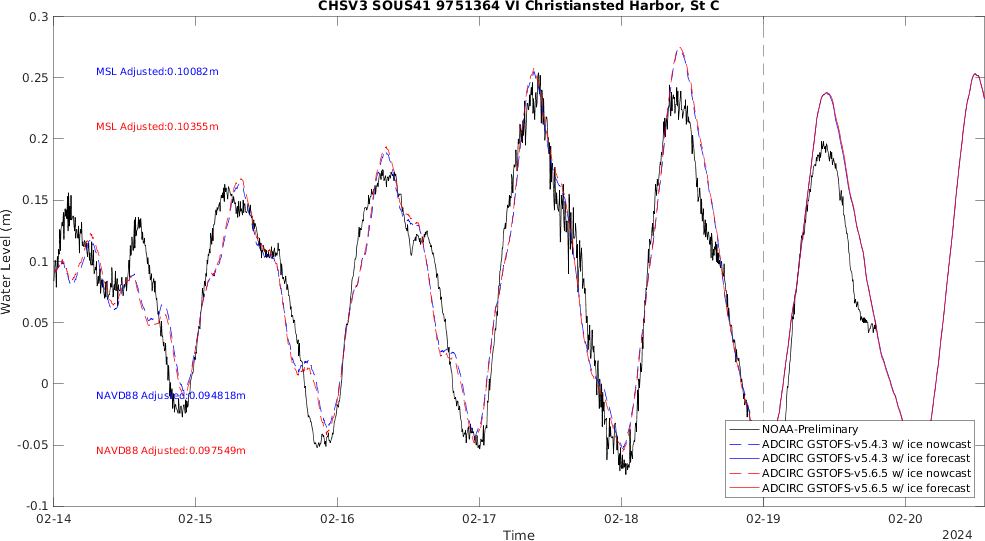 CHSV3 SOUS41 9751364 VI Christiansted Harbor, St C
0.3
0.25
0.2
0.15
0.1
0.05
0
-0.05
-0.1
Water Level (m)
MSL Adjusted:0.10082m
MSL Adjusted:0.10355m
NAVD88 Adjusted:0.094818m
NAVD88 Adjusted:0.097549m
NOAA-Preliminary
ADCIRC GSTOFS-v5.4.3 w/ ice nowcast
ADCIRC GSTOFS-v5.4.3 w/ ice forecast
ADCIRC GSTOFS-v5.6.5 w/ ice nowcast
ADCIRC GSTOFS-v5.6.5 w/ ice forecast
02-14 02-15 02-16 02-17 02-18 02-19 02-20
Time
2024